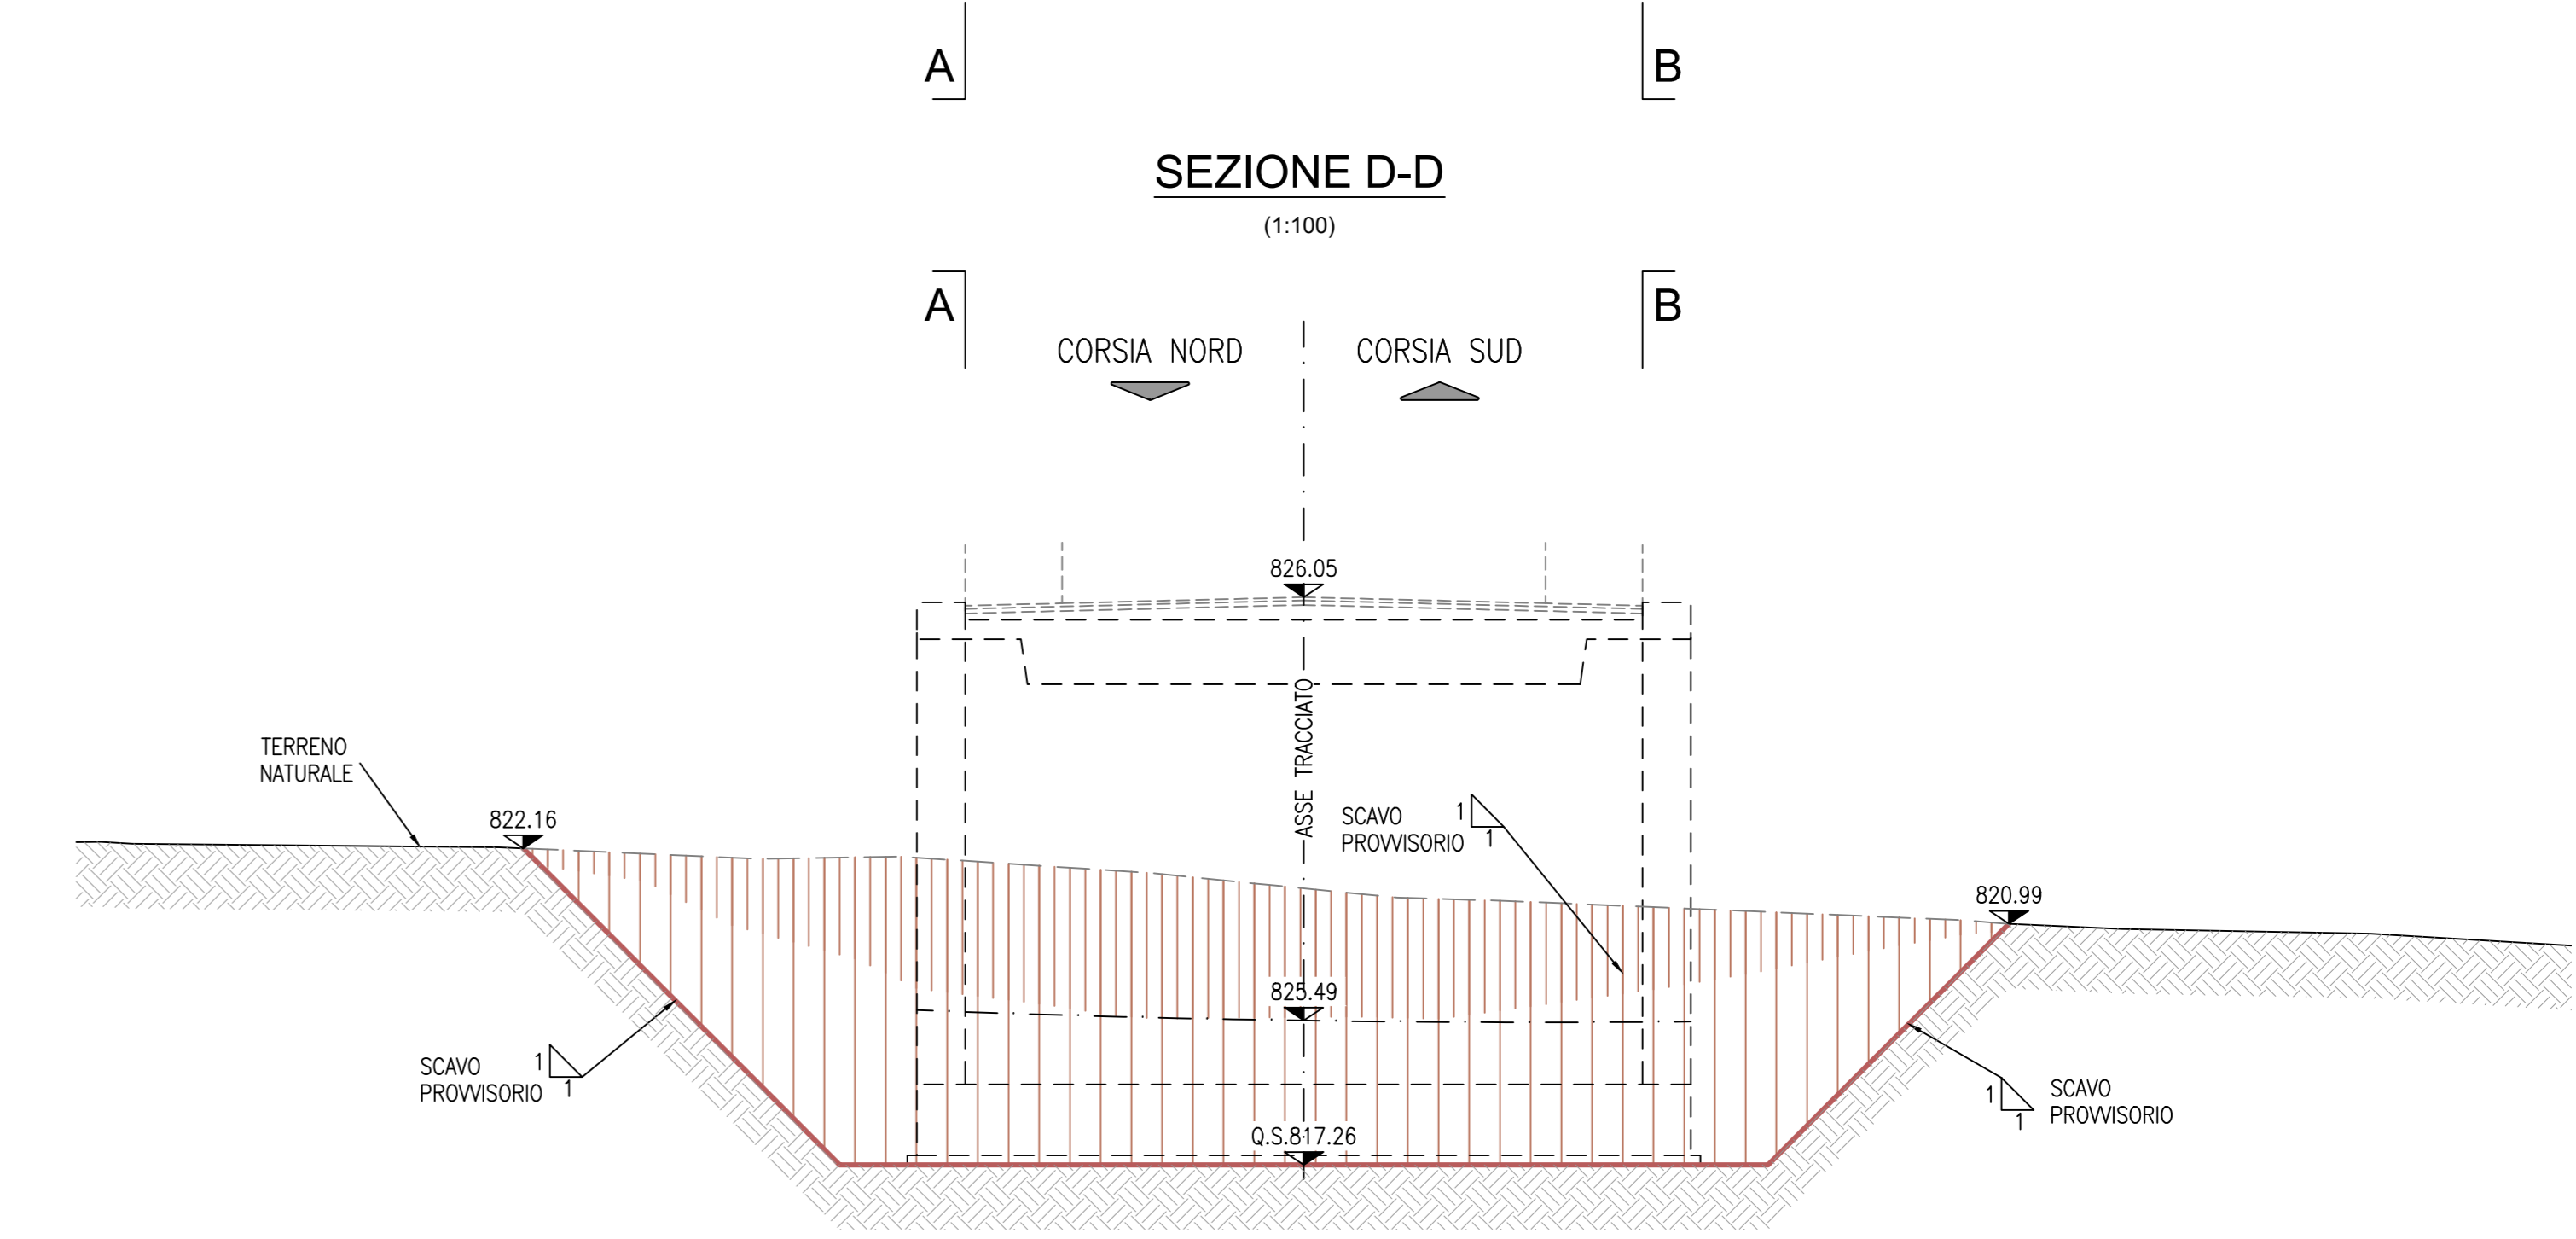 A
B
SEZIONE D-D
(1:100)
A
B
CORSIA NORD
CORSIA SUD
826.05
ASSE TRACCIATO
TERRENO
NATURALE
822.16
SCAVO
PROVVISORIO
1
1
820.99
825.49
SCAVO
PROVVISORIO
1
1
SCAVO
PROVVISORIO
1
1
Q.S.817.26